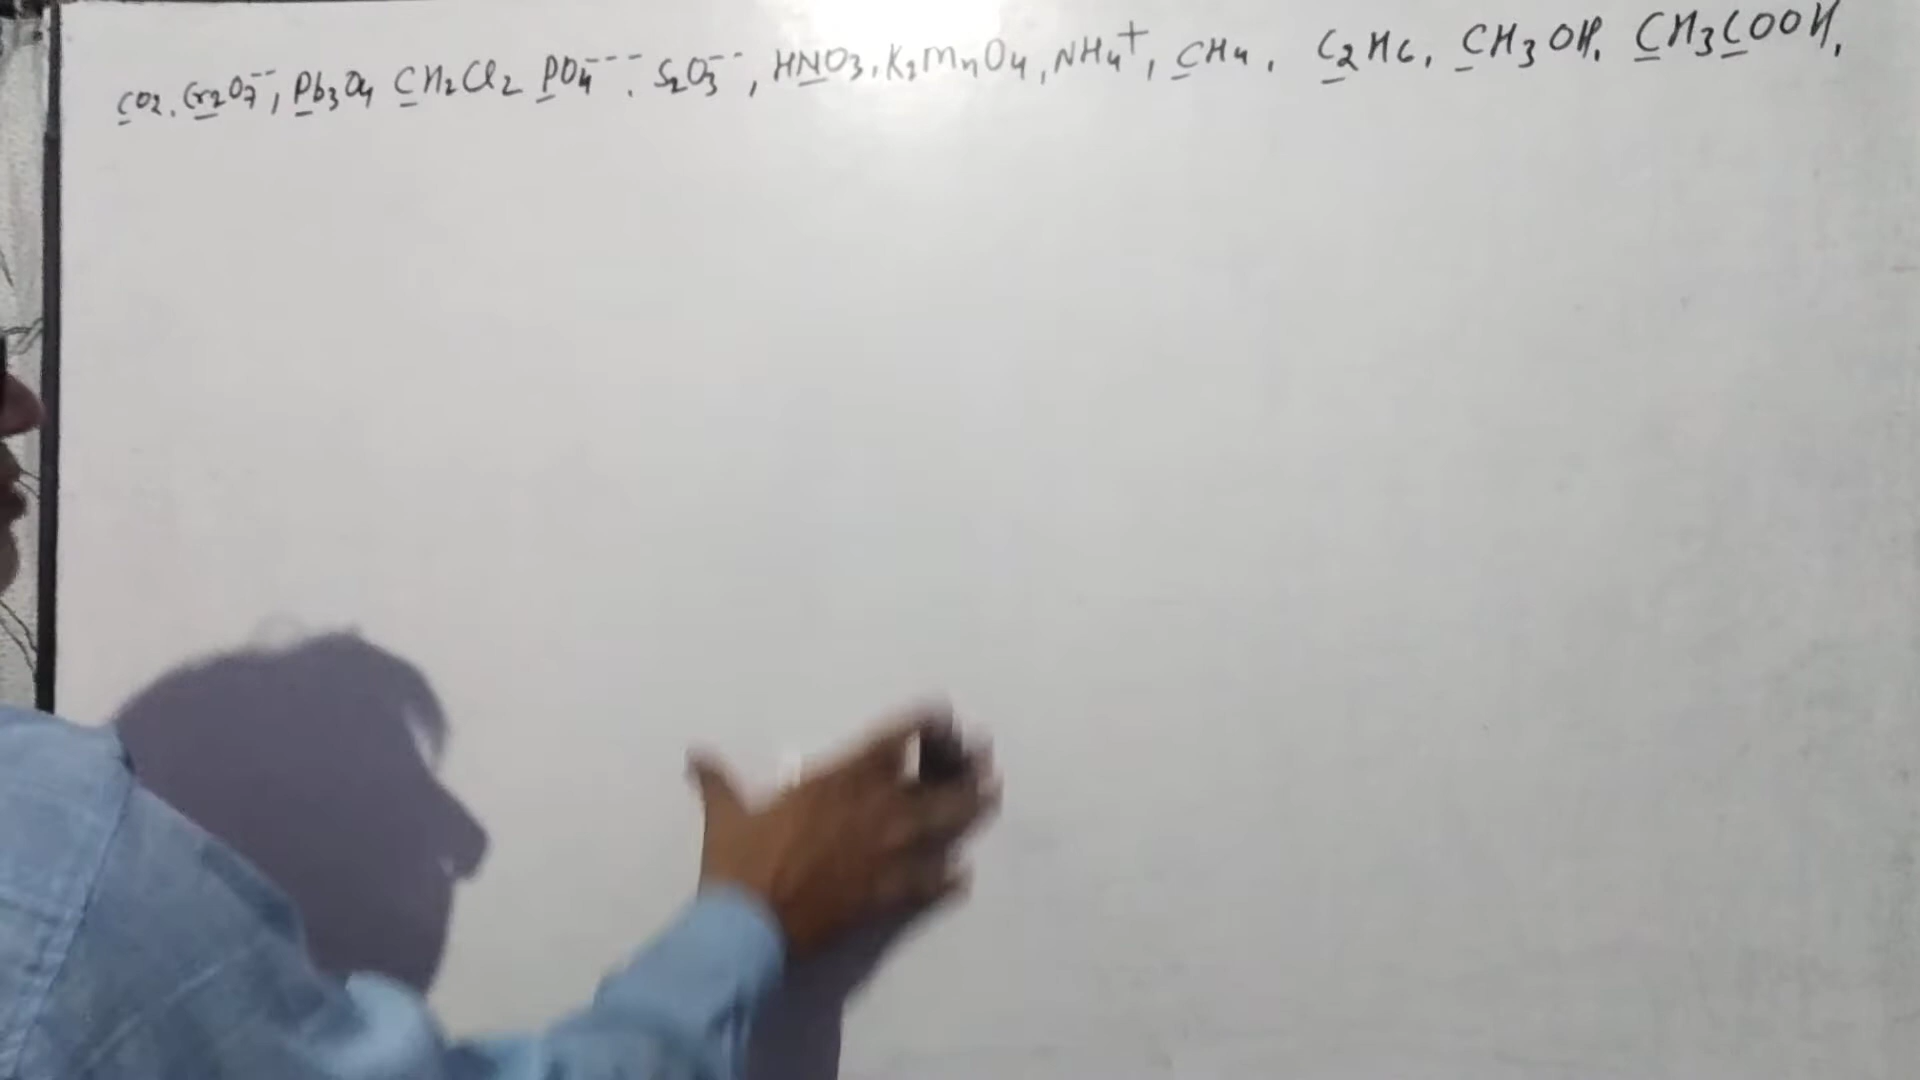 CO2, Cr2O7--, Pb3O4 CH2Cl2 PO4---, S2O3--, HNO3, K2MnO4, NH4+, CH4, C2H6, CH3OH, CH3COOH,